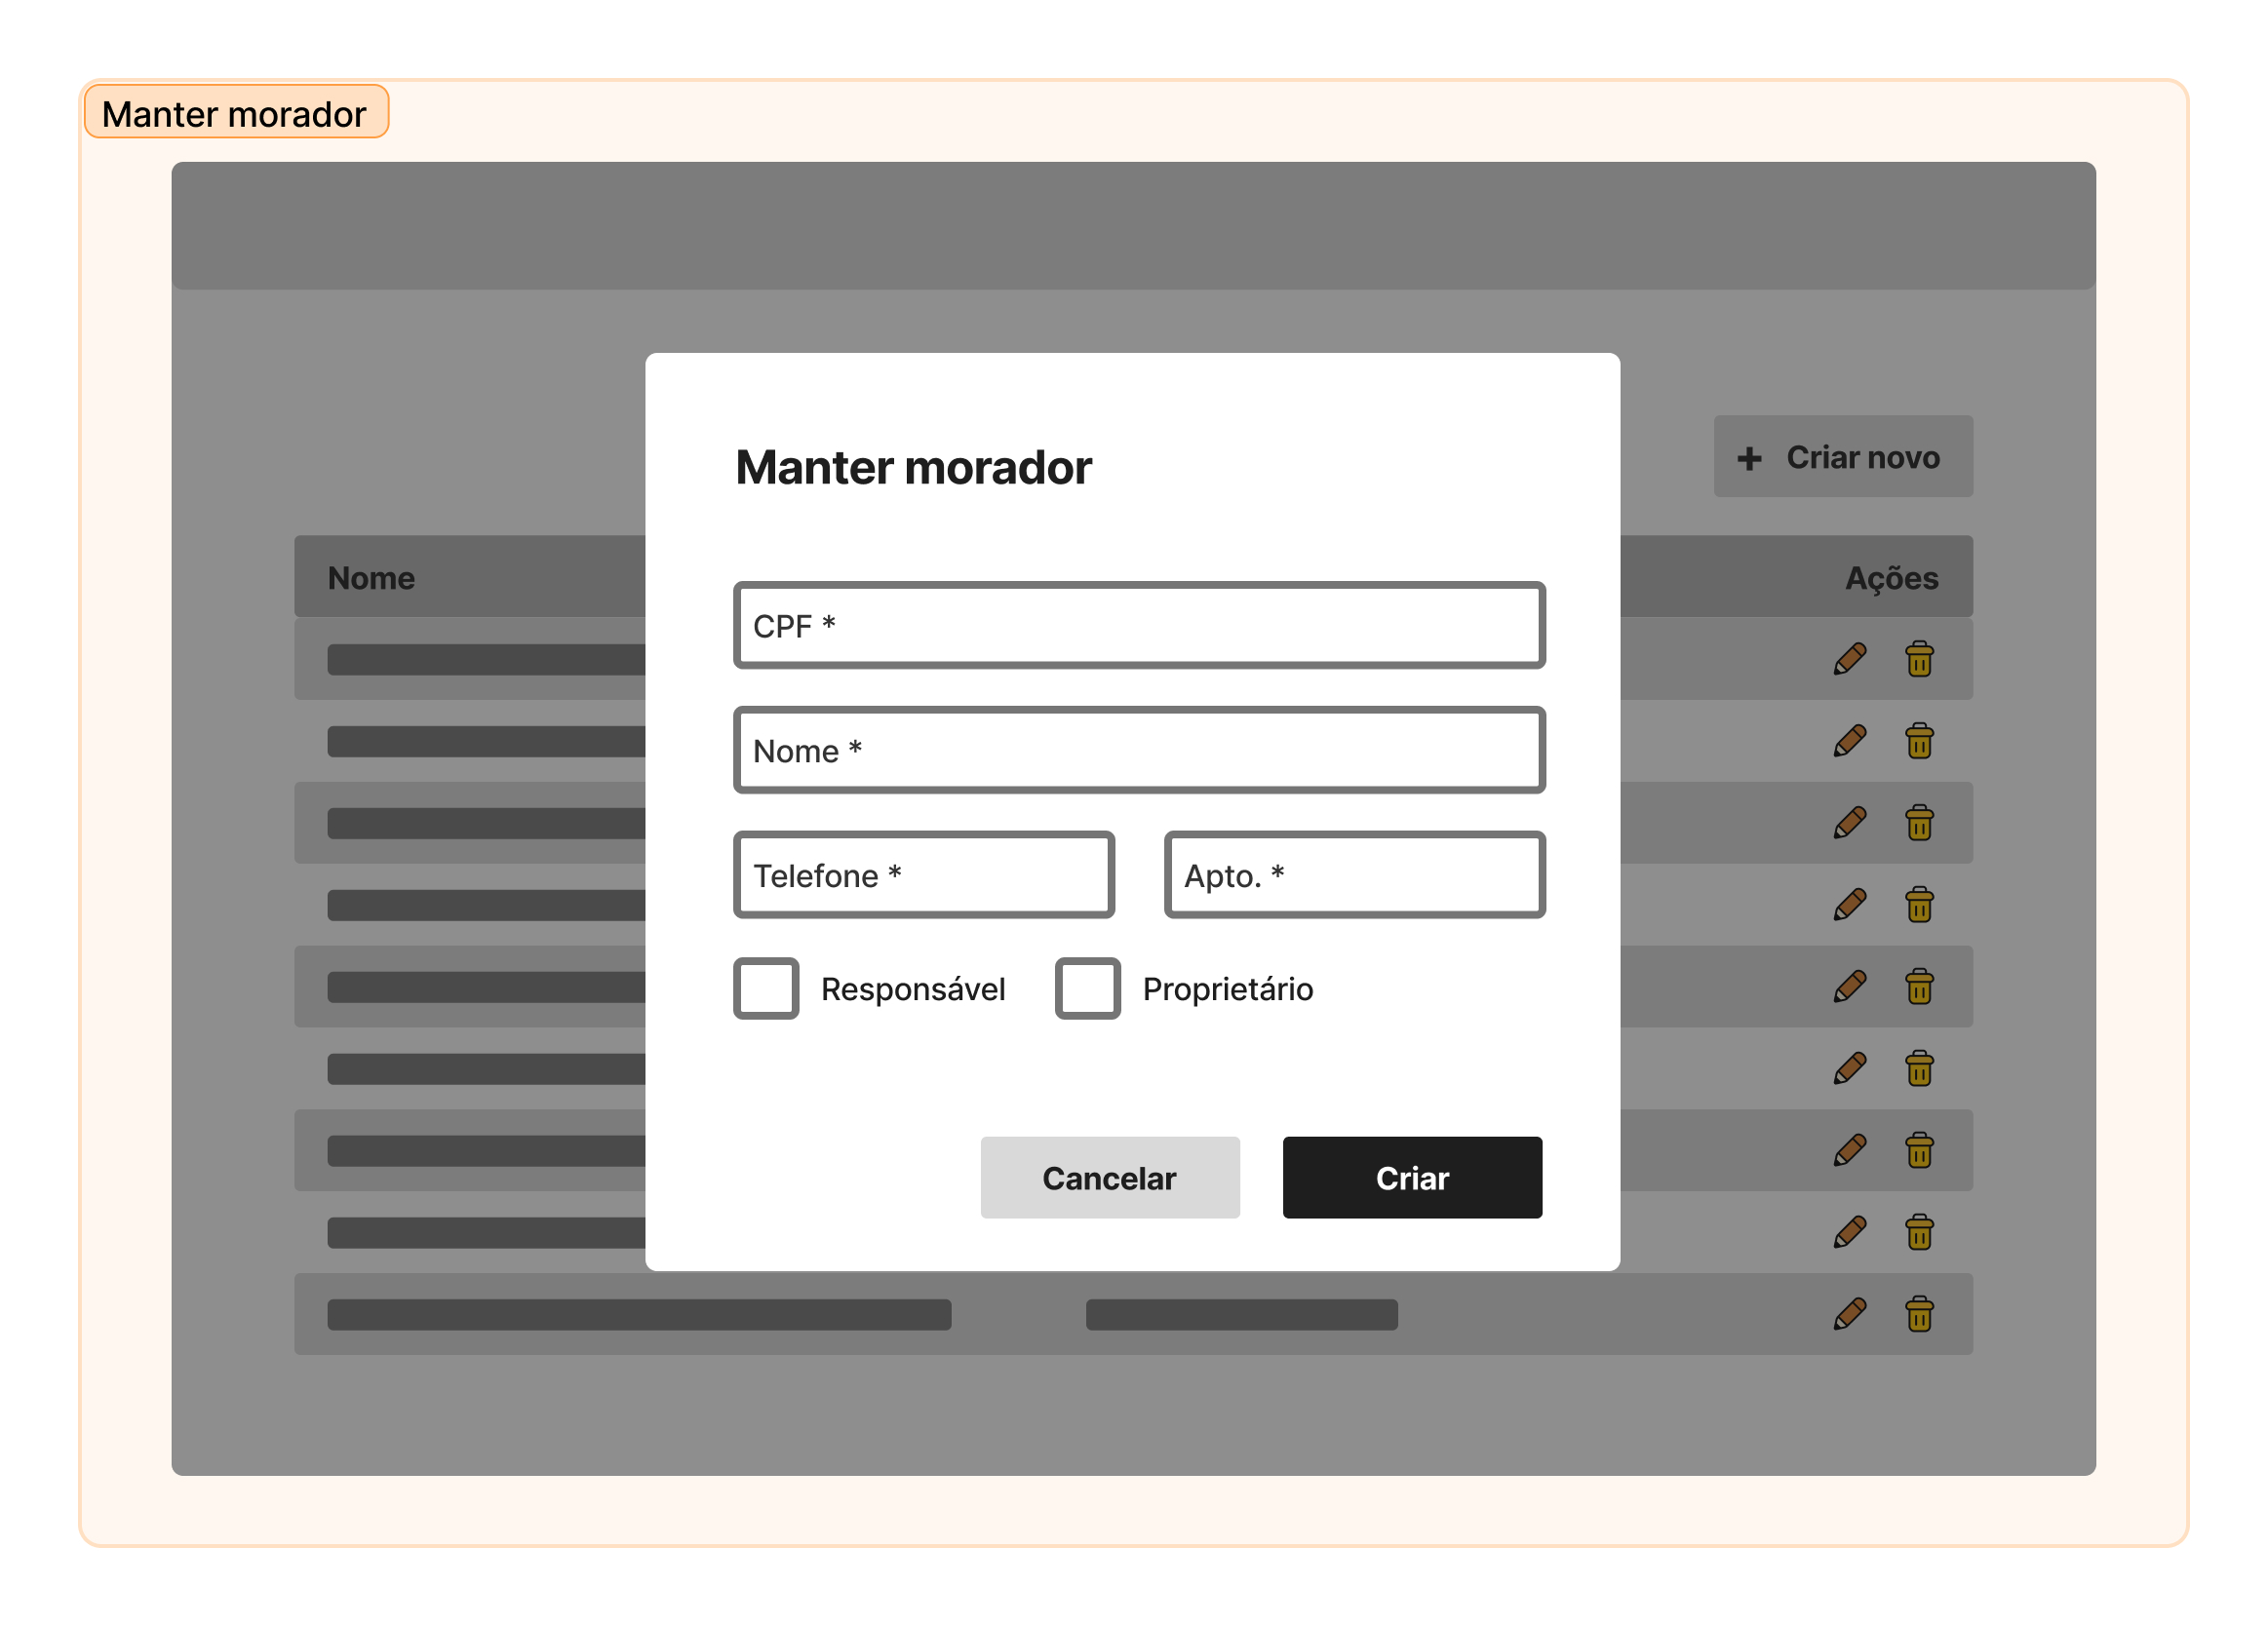 Manter morador
Manter morador
+ Criar novo
Nome
Ações
CPF *
Nome *
Telefone *
Apto. *
Responsável
Proprietário
Cancelar
Criar